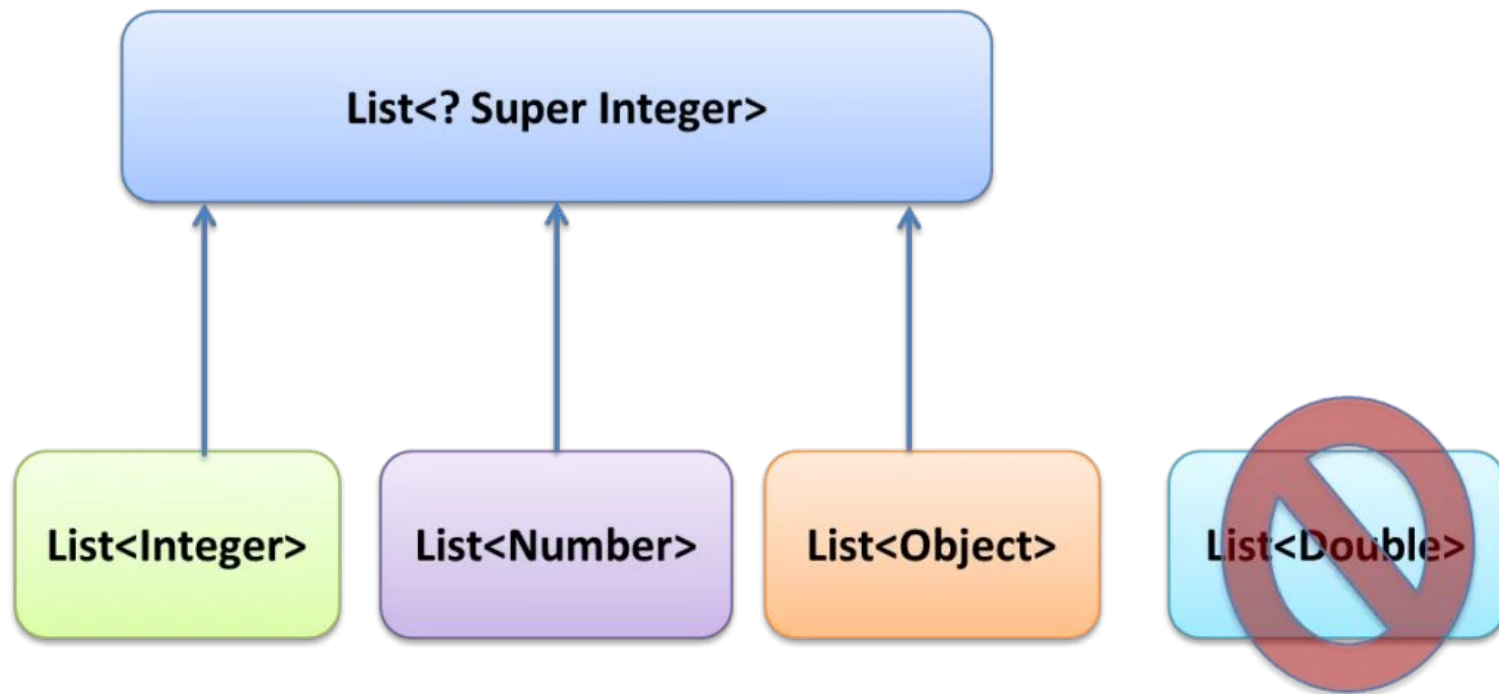 List<? Super Integer>
List<Integer>
List<Number>
List<Object>
List<Double>